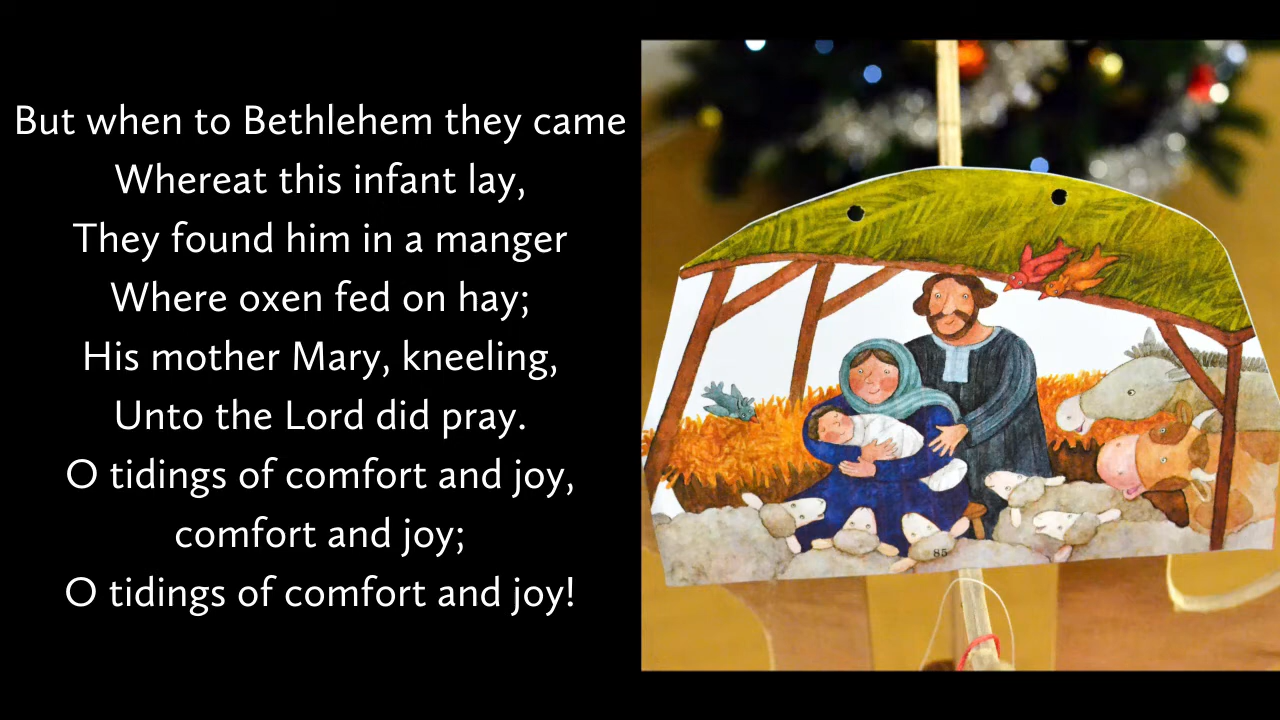 But when to Bethlehem they came
Whereat this infant lay,
They found him in a manger
Where oxen fed on hay;
His mother Mary, kneeling,
Unto the Lord did pray.
O tidings of comfort and joy,
comfort and joy;
O tidings of comfort and joy!
85